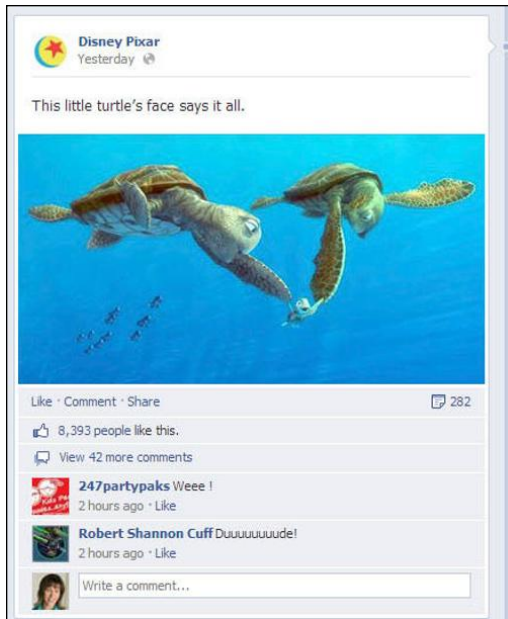 Disney Pixar
Yesterday
This little turtle's face says it all.
Like · Comment · Share 282
8,393 people like this.
View 42 more comments
247partypaks Weee !
2 hours ago · Like
Robert Shannon Cuff Duuuuuuuude!
2 hours ago · Like
Write a comment...